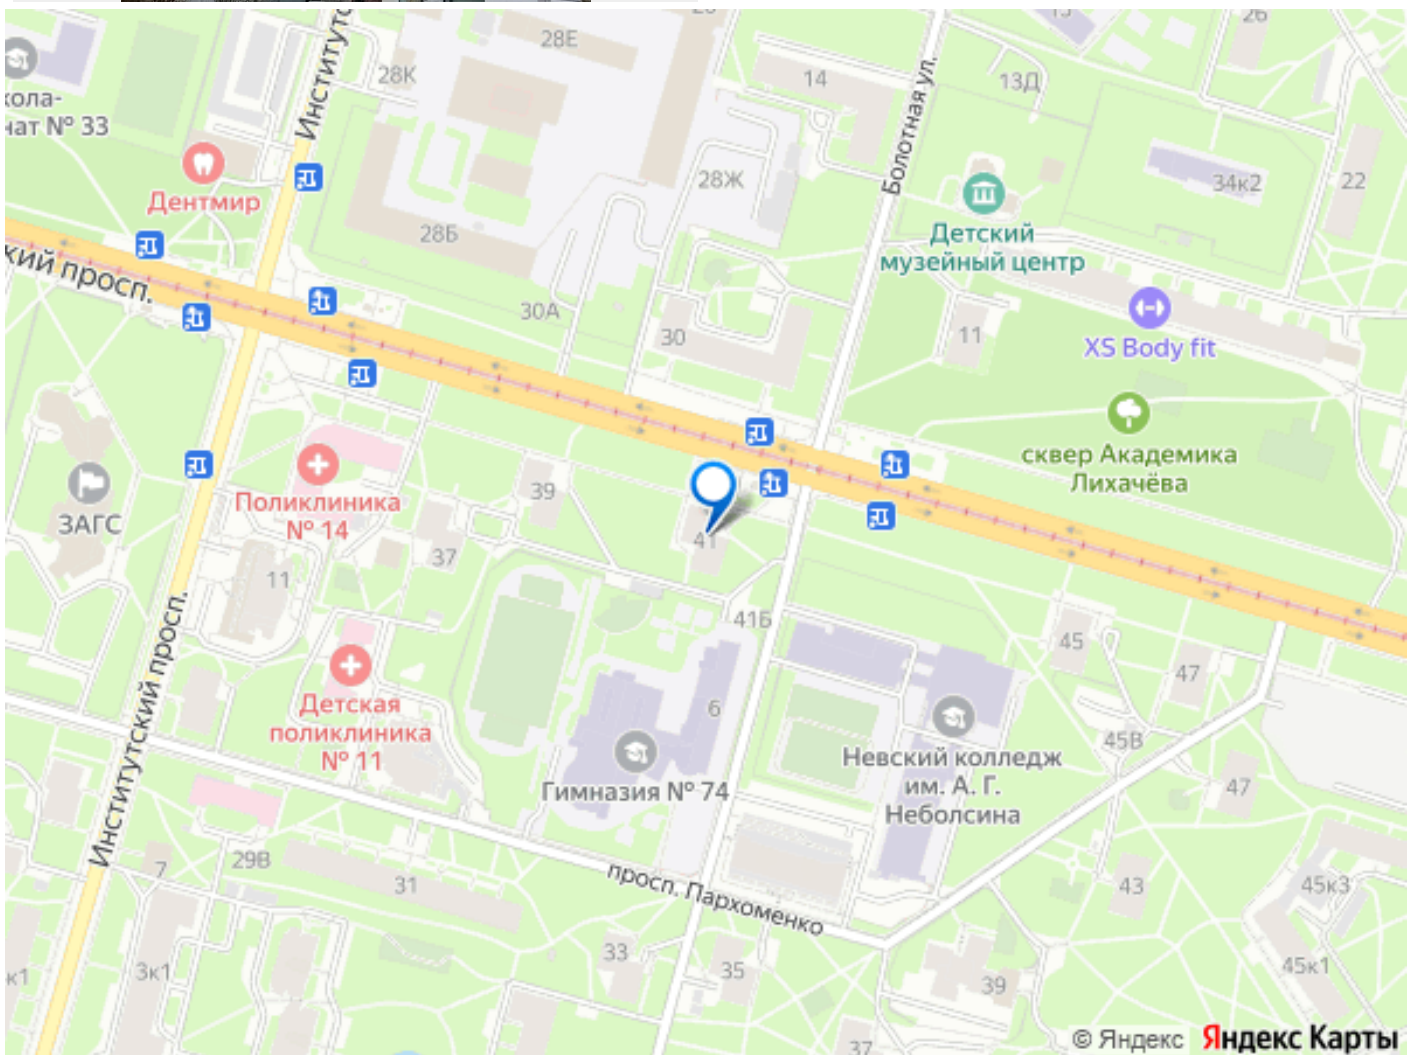 28Е
26
Институтс
28К
14
13Д
Болотная ул.
кола-
нат № 33
28Ж
34к2
22
Дентмир
28Б
Детский
музейный центр
кий просп.
30А
30
11
XS Body fit
сквер Академика
Лихачёва
39
Поликлиника
№ 14
ЗАГС
41
37
11
41Б
45
47
Институтский просп.
6
Детская
поликлиника
№ 11
45В
Невский колледж
им. А. Г.
Неболсина
Гимназия № 74
47
29В
7
31
просп. Пархоменко
43
45к3
33
35
3к1
к1
39
45к1
37
© Яндекс Яндекс Карты